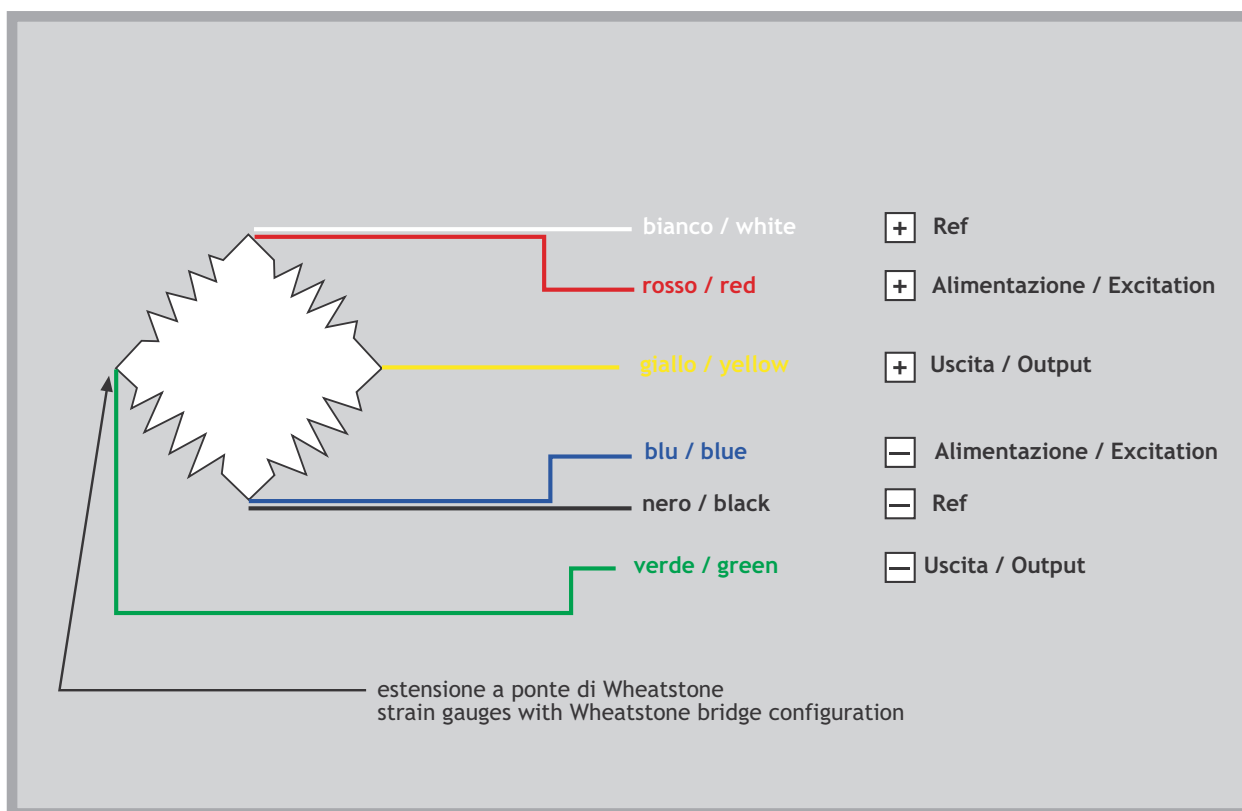 bianco / white + Ref
rosso / red + Alimentazione / Excitation
giallo / yellow + Uscita / Output
blu / blue — Alimentazione / Excitation
nero / black — Ref
verde / green — Uscita / Output
estensione a ponte di Wheatstone
strain gauges with Wheatstone bridge configuration